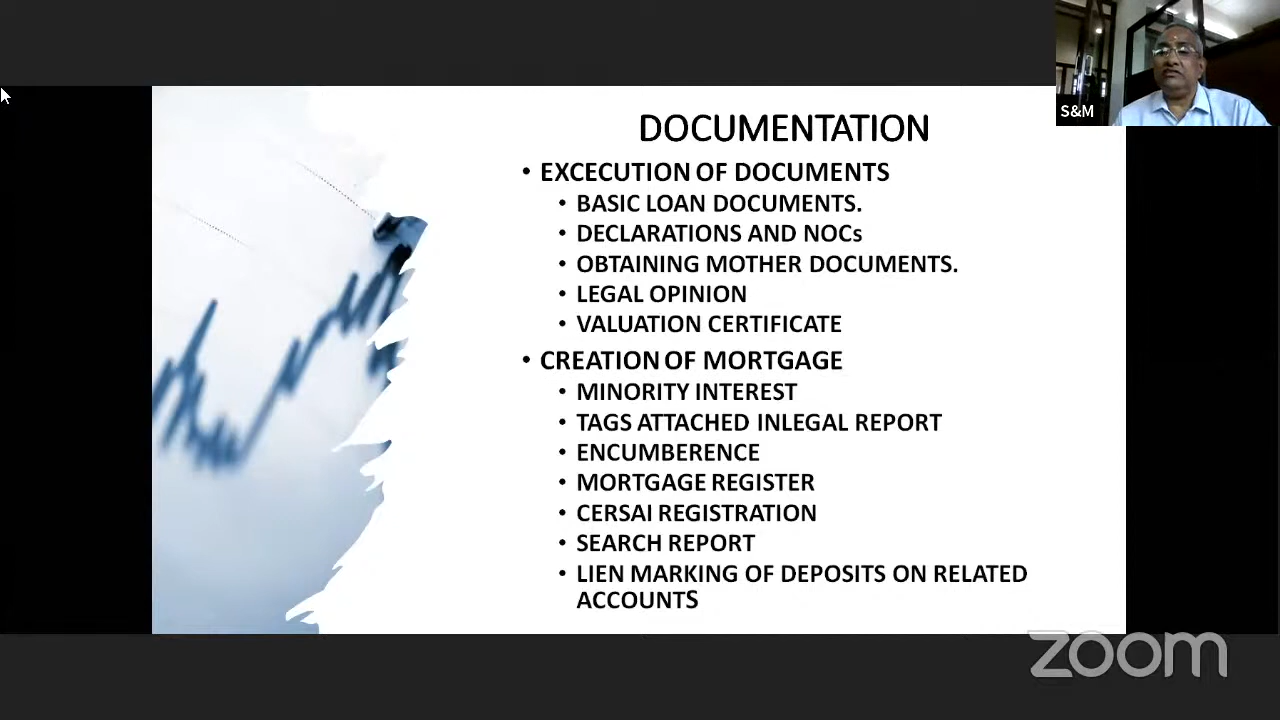 S&M
DOCUMENTATION
• EXCECUTION OF DOCUMENTS
• BASIC LOAN DOCUMENTS.
• DECLARATIONS AND NOCs
• OBTAINING MOTHER DOCUMENTS.
• LEGAL OPINION
• VALUATION CERTIFICATE
• CREATION OF MORTGAGE
• MINORITY INTEREST
• TAGS ATTACHED INLEGAL REPORT
• ENCUMBERENCE
• MORTGAGE REGISTER
• CERSAI REGISTRATION
• SEARCH REPORT
• LIEN MARKING OF DEPOSITS ON RELATED
ACCOUNTS
zoom